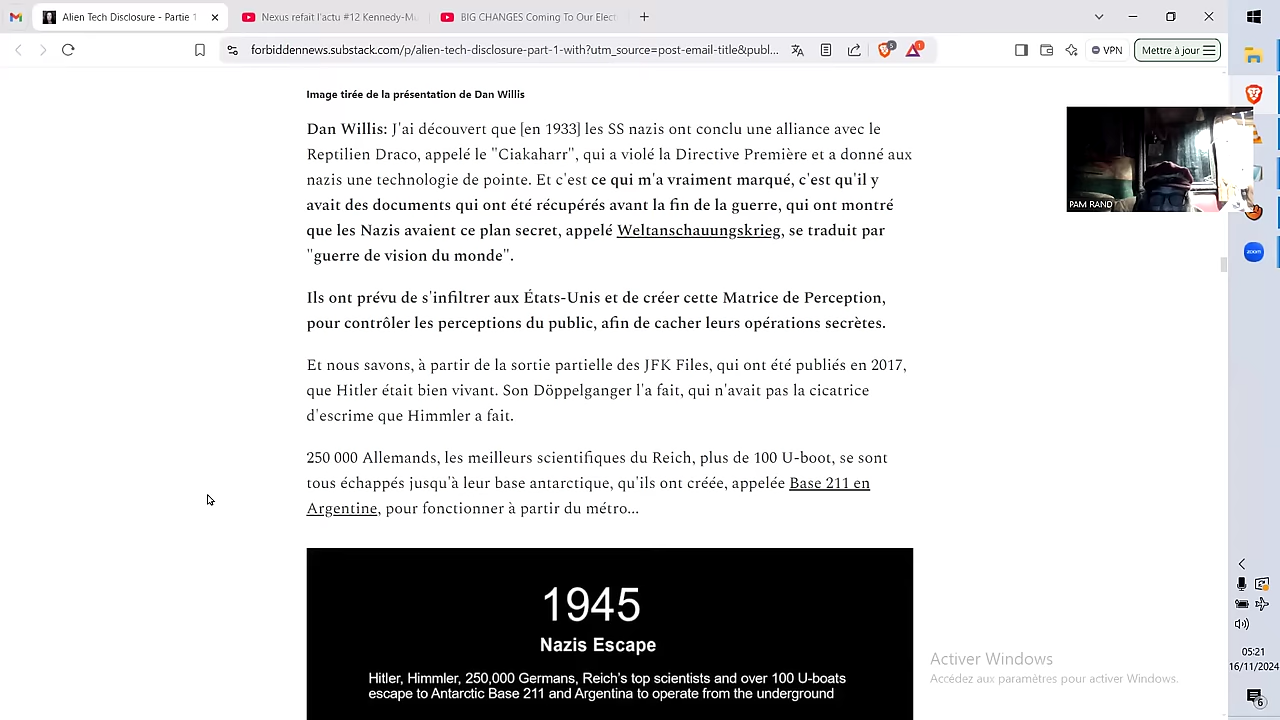 Alien Tech Disclosure - Partie 1
Nexus refait l'actu #12 Kennedy-Mu
BIG CHANGES Coming To Our Elect
forbiddennews.substack.com/p/alien-tech-disclosure-part-1-with?utm_source=post-email-title&publ...
5
1
VPN
Mettre à jour
Image tirée de la présentation de Dan Willis
Dan Willis: J'ai découvert que [en 1933] les SS nazis ont conclu une alliance avec le
Reptilien Draco, appelé le "Ciakaharr", qui a violé la Directive Première et a donné aux
nazis une technologie de pointe. Et c'est ce qui m'a vraiment marqué, c'est qu'il y
avait des documents qui ont été récupérés avant la fin de la guerre, qui ont montré
que les Nazis avaient ce plan secret, appelé Weltanschauungskrieg, se traduit par
"guerre de vision du monde".
Ils ont prévu de s'infiltrer aux États-Unis et de créer cette Matrice de Perception,
pour contrôler les perceptions du public, afin de cacher leurs opérations secrètes.
Et nous savons, à partir de la sortie partielle des JFK Files, qui ont été publiés en 2017,
que Hitler était bien vivant. Son Döppelganger l'a fait, qui n'avait pas la cicatrice
d'escrime que Himmler a fait.
250 000 Allemands, les meilleurs scientifiques du Reich, plus de 100 U-boot, se sont
tous échappés jusqu'à leur base antarctique, qu'ils ont créée, appelée Base 211 en
Argentine, pour fonctionner à partir du métro...
1945
Nazis Escape
Hitler, Himmler, 250,000 Germans, Reich's top scientists and over 100 U-boats
escape to Antarctic Base 211 and Argentina to operate from the underground
PAM RAND
zoom
Activer Windows
Accédez aux paramètres pour activer Windows.
05:21
16/11/2024
6